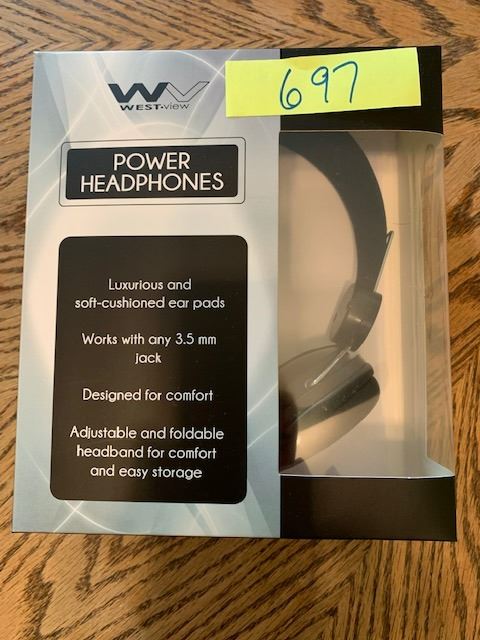 697
WEST•view
POWER
HEADPHONES
Luxurious and
soft-cushioned ear pads
Works with any 3.5 mm
jack
Designed for comfort
Adjustable and foldable
headband for comfort
and easy storage